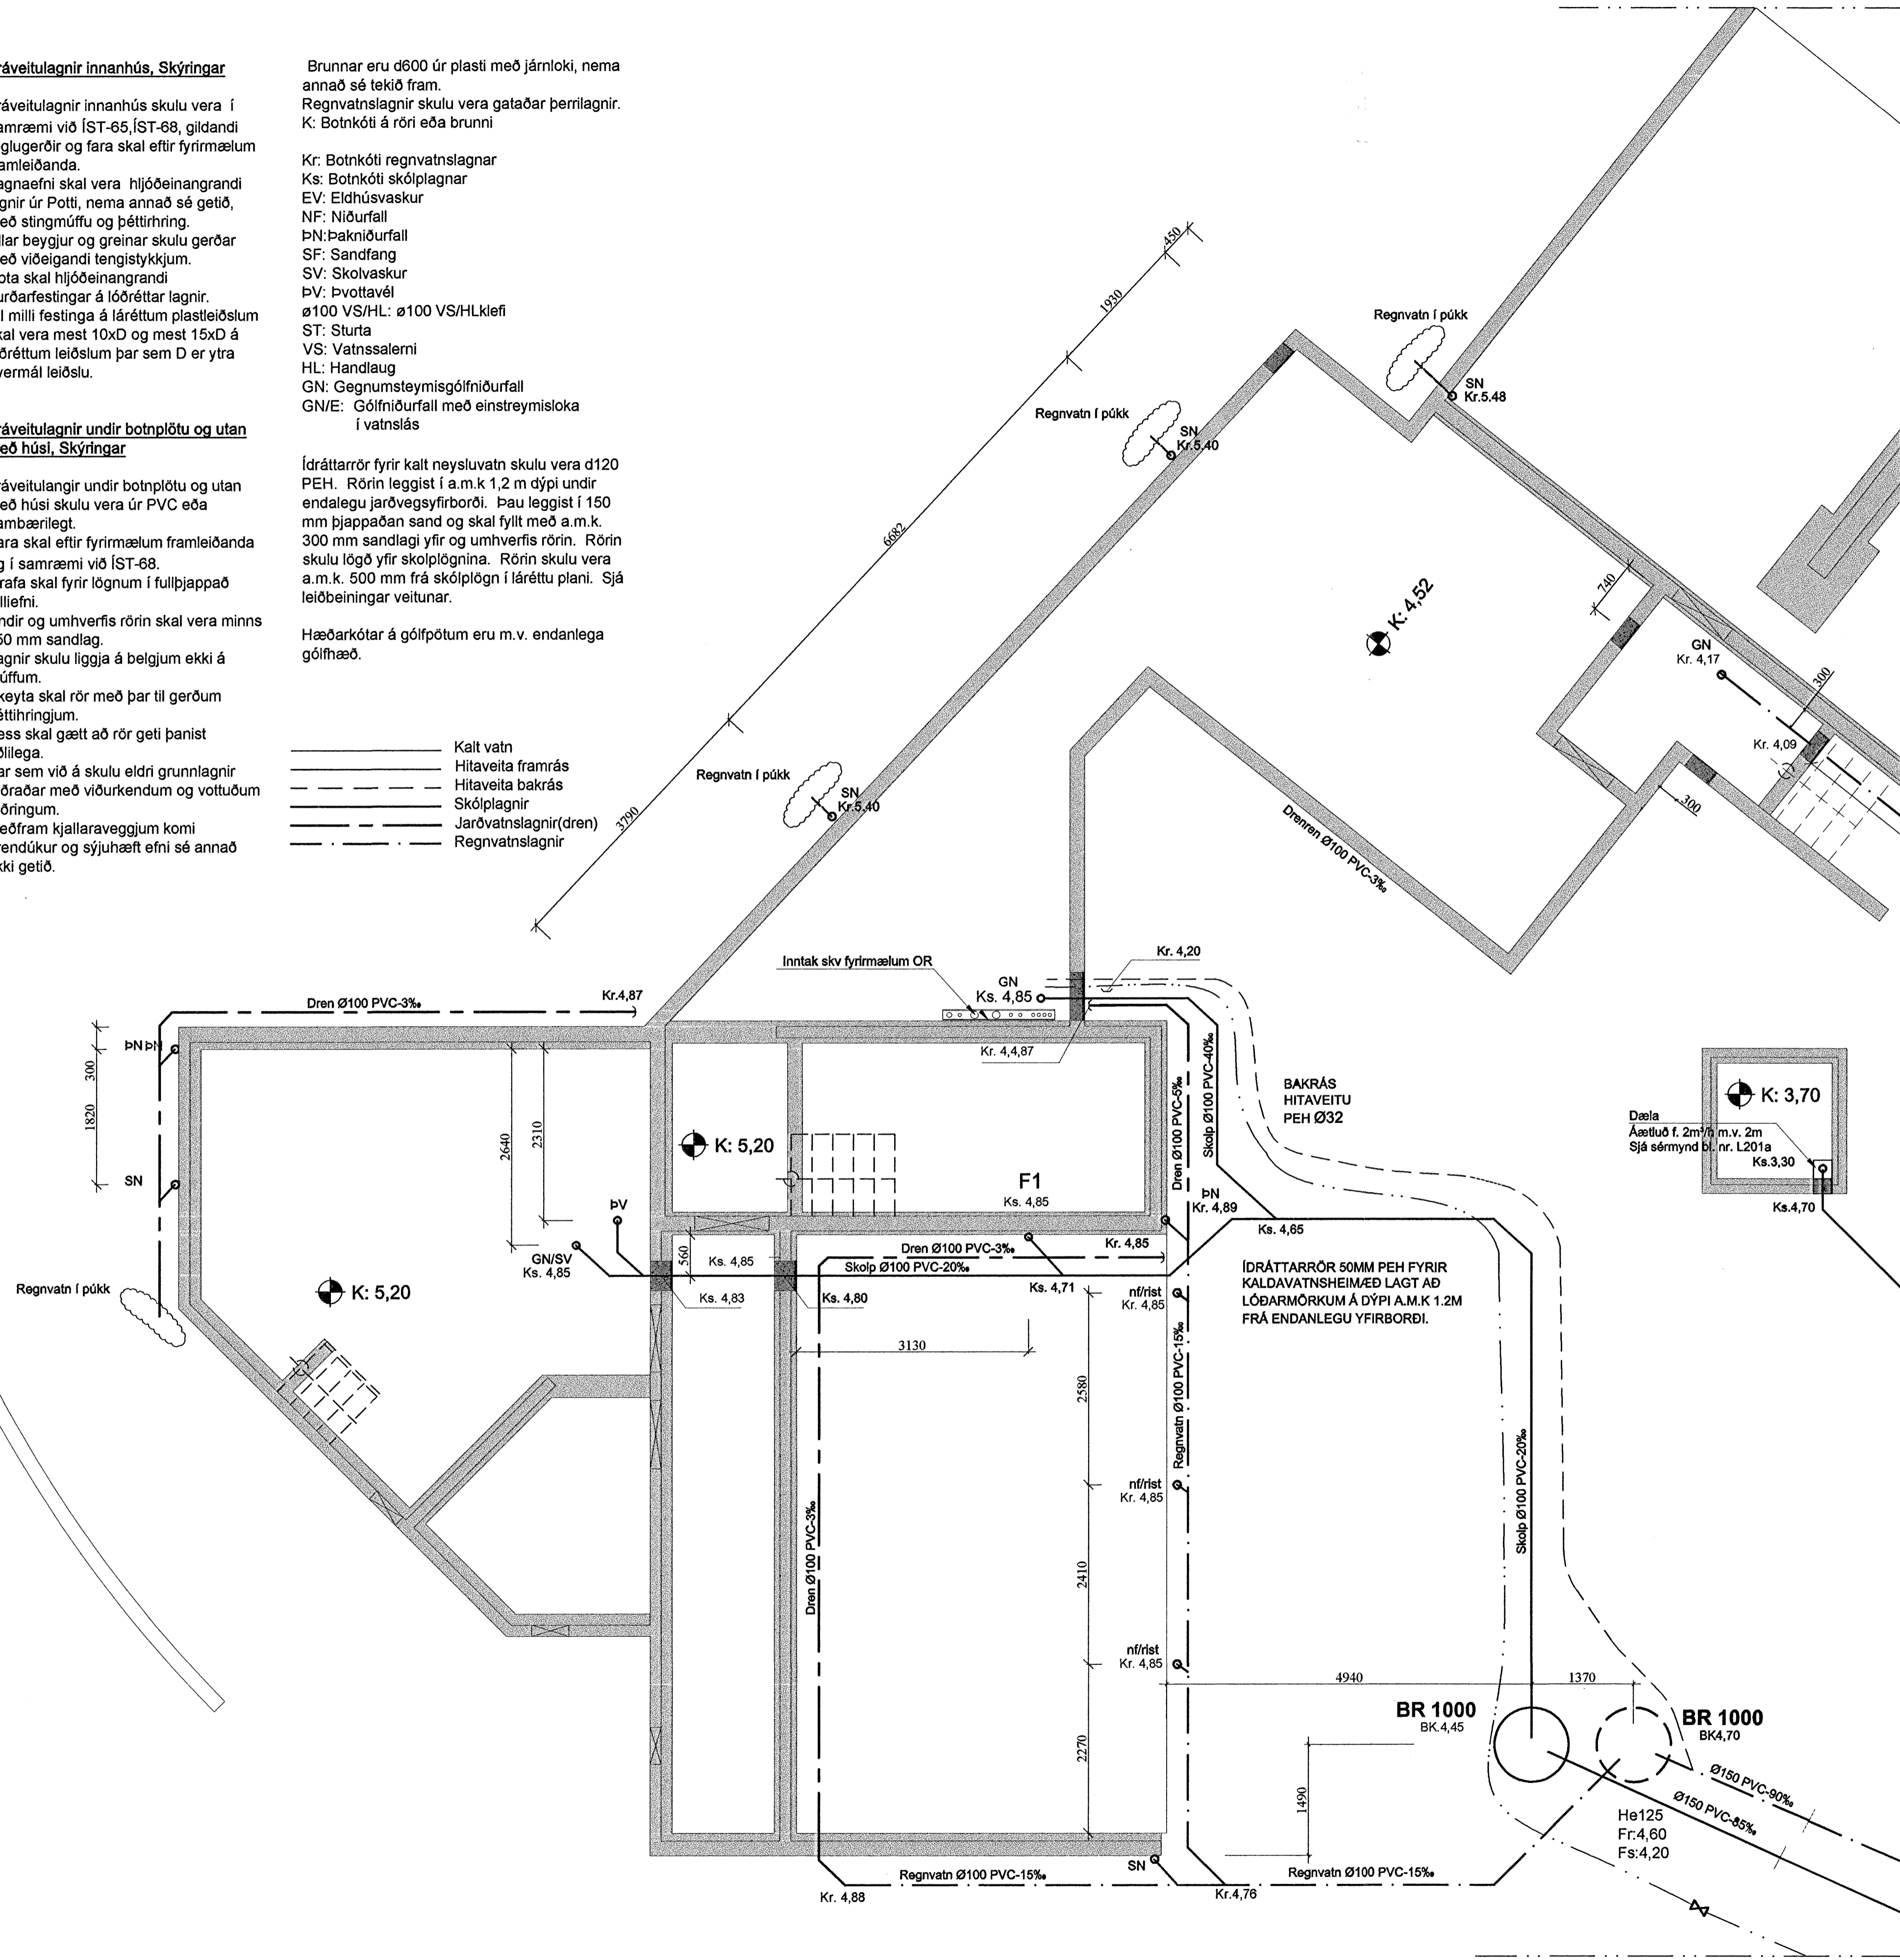 ráveitulagnir innanhús, Skýringar
ráveitulagnir innanhús skulu vera í
amræmi við ÍST-65,ÍST-68, gildandi
glugerðir og fara skal eftir fyrirmælum
amleiðanda.
agnaefni skal vera hljóðeinangrandi
gnir úr Potti, nema annað sé getið,
eð stingmúffu og þéttirhring.
llar beygjur og greinar skulu gerðar
eð viðeigandi tengistykkjum.
ota skal hljóðeinangrandi
urðarfestingar á lóðréttar lagnir.
il milli festinga á láréttum plastleiðslum
kal vera mest 10xD og mest 15xD á
ðréttum leiðslum þar sem D er ytra
vermál leiðslu.
ráveitulagnir undir botnplötu og utan
eð húsi, Skýringar
ráveitulangir undir botnplötu og utan
eð húsi skulu vera úr PVC eða
ambærilegt.
ara skal eftir fyrirmælum framleiðanda
g í samræmi við ÍST-68.
rafa skal fyrir lögnum í fullþjappað
lliefni.
ndir og umhverfis rörin skal vera minns
50 mm sandlag.
agnir skulu liggja á belgjum ekki á
úffum.
keyta skal rör með þar til gerðum
éttihringjum.
ess skal gætt að rör geti þanist
ðlilega.
ar sem við á skulu eldri grunnlagnir
ðraðar með viðurkendum og vottuðum
ðringum.
eðfram kjallaraveggjum komi
rendúkur og sýjuhæft efni sé annað
kki getið.
Brunnar eru d600 úr plasti með járnloki, nema
annað sé tekið fram.
Regnvatnslagnir skulu vera gataðar þerrilagnir.
K: Botnkóti á röri eða brunni
Kr: Botnkóti regnvatnslagnar
Ks: Botnkóti skólplagnar
EV: Eldhúsvaskur
NF: Niðurfall
ÞN:Þakniðurfall
SF: Sandfang
SV: Skolvaskur
ÞV: Þvottavél
ø100 VS/HL: ø100 VS/HLklefi
ST: Sturta
VS: Vatnssalerni
HL: Handlaug
GN: Gegnumsteymisgólfniðurfall
GN/E: Gólfniðurfall með einstreymisloka
í vatnslás
Ídráttarrör fyrir kalt neysluvatn skulu vera d120
PEH. Rörin leggist í a.m.k 1,2 m dýpi undir
endalegu jarðvegsyfirborði. Þau leggist í 150
mm þjappaðan sand og skal fyllt með a.m.k.
300 mm sandlagi yfir og umhverfis rörin. Rörin
skulu lögð yfir skolplögnina. Rörin skulu vera
a.m.k. 500 mm frá skólplögn í láréttu plani. Sjá
leiðbeiningar veitunar.
Hæðarkótar á gólfpötum eru m.v. endanlega
gólfhæð.
Kalt vatn
Hitaveita framrás
Hitaveita bakrás
Skólplagnir
Jarðvatnslagnir(dren)
Regnvatnslagnir
450
1930
6682
3790
Regnvatn í púkk
SN
Kr.5.48
Regnvatn í púkk
SN
Kr.5.40
Regnvatn í púkk
SN
Kr.5.40
K: 4,52
740
GN
Kr. 4,17
300
Kr. 4,09
300
Drenren Ø100 PVC-3‰
Inntak skv fyrirmælum OR
GN
Ks. 4,85
Kr. 4,20
Kr. 4,4,87
Dren Ø100 PVC-3‰
Kr.4,87
ÞN ÞN
300
1820
SN
Regnvatn í púkk
2640
2310
K: 5,20
F1
Ks. 4,85
Dren Ø100 PVC-5‰
Skolp Ø100 PVC-40‰
BAKRÁS
HITAVEITU
PEH Ø32
K: 3,70
Dæla
Áætluð f. 2m³/h m.v. 2m
Sjá sérmynd bl. nr. L201a
Ks.3,30
Ks.4,70
ÞV
GN/SV
Ks. 4,85
K: 5,20
560
Ks. 4,85
Ks. 4,83
Ks. 4,80
Dren Ø100 PVC-3‰
Skolp Ø100 PVC-20‰
Kr. 4,85
Ks. 4,71
ÞN
Kr. 4,89
Ks. 4,65
ÍDRÁTTARRÖR 50MM PEH FYRIR
KALDAVATNSHEIMÆÐ LAGT AÐ
LÓÐARMÖRKUM Á DÝPI A.M.K 1.2M
FRÁ ENDANLEGU YFIRBORÐI.
nf/rist
Kr. 4,85
3130
2580
Regnvatn Ø100 PVC-15‰
nf/rist
Kr. 4,85
2410
Dren Ø100 PVC-3‰
Skolp Ø100 PVC-20‰
nf/rist
Kr. 4,85
4940
1370
2270
BR 1000
BK.4,45
BR 1000
BK4,70
1490
Ø150 PVC-90‰
Ø150 PVC-85‰
He125
Fr:4,60
Fs:4,20
SN
Regnvatn Ø100 PVC-15‰
Regnvatn Ø100 PVC-15‰
Kr. 4,88
Kr.4,76